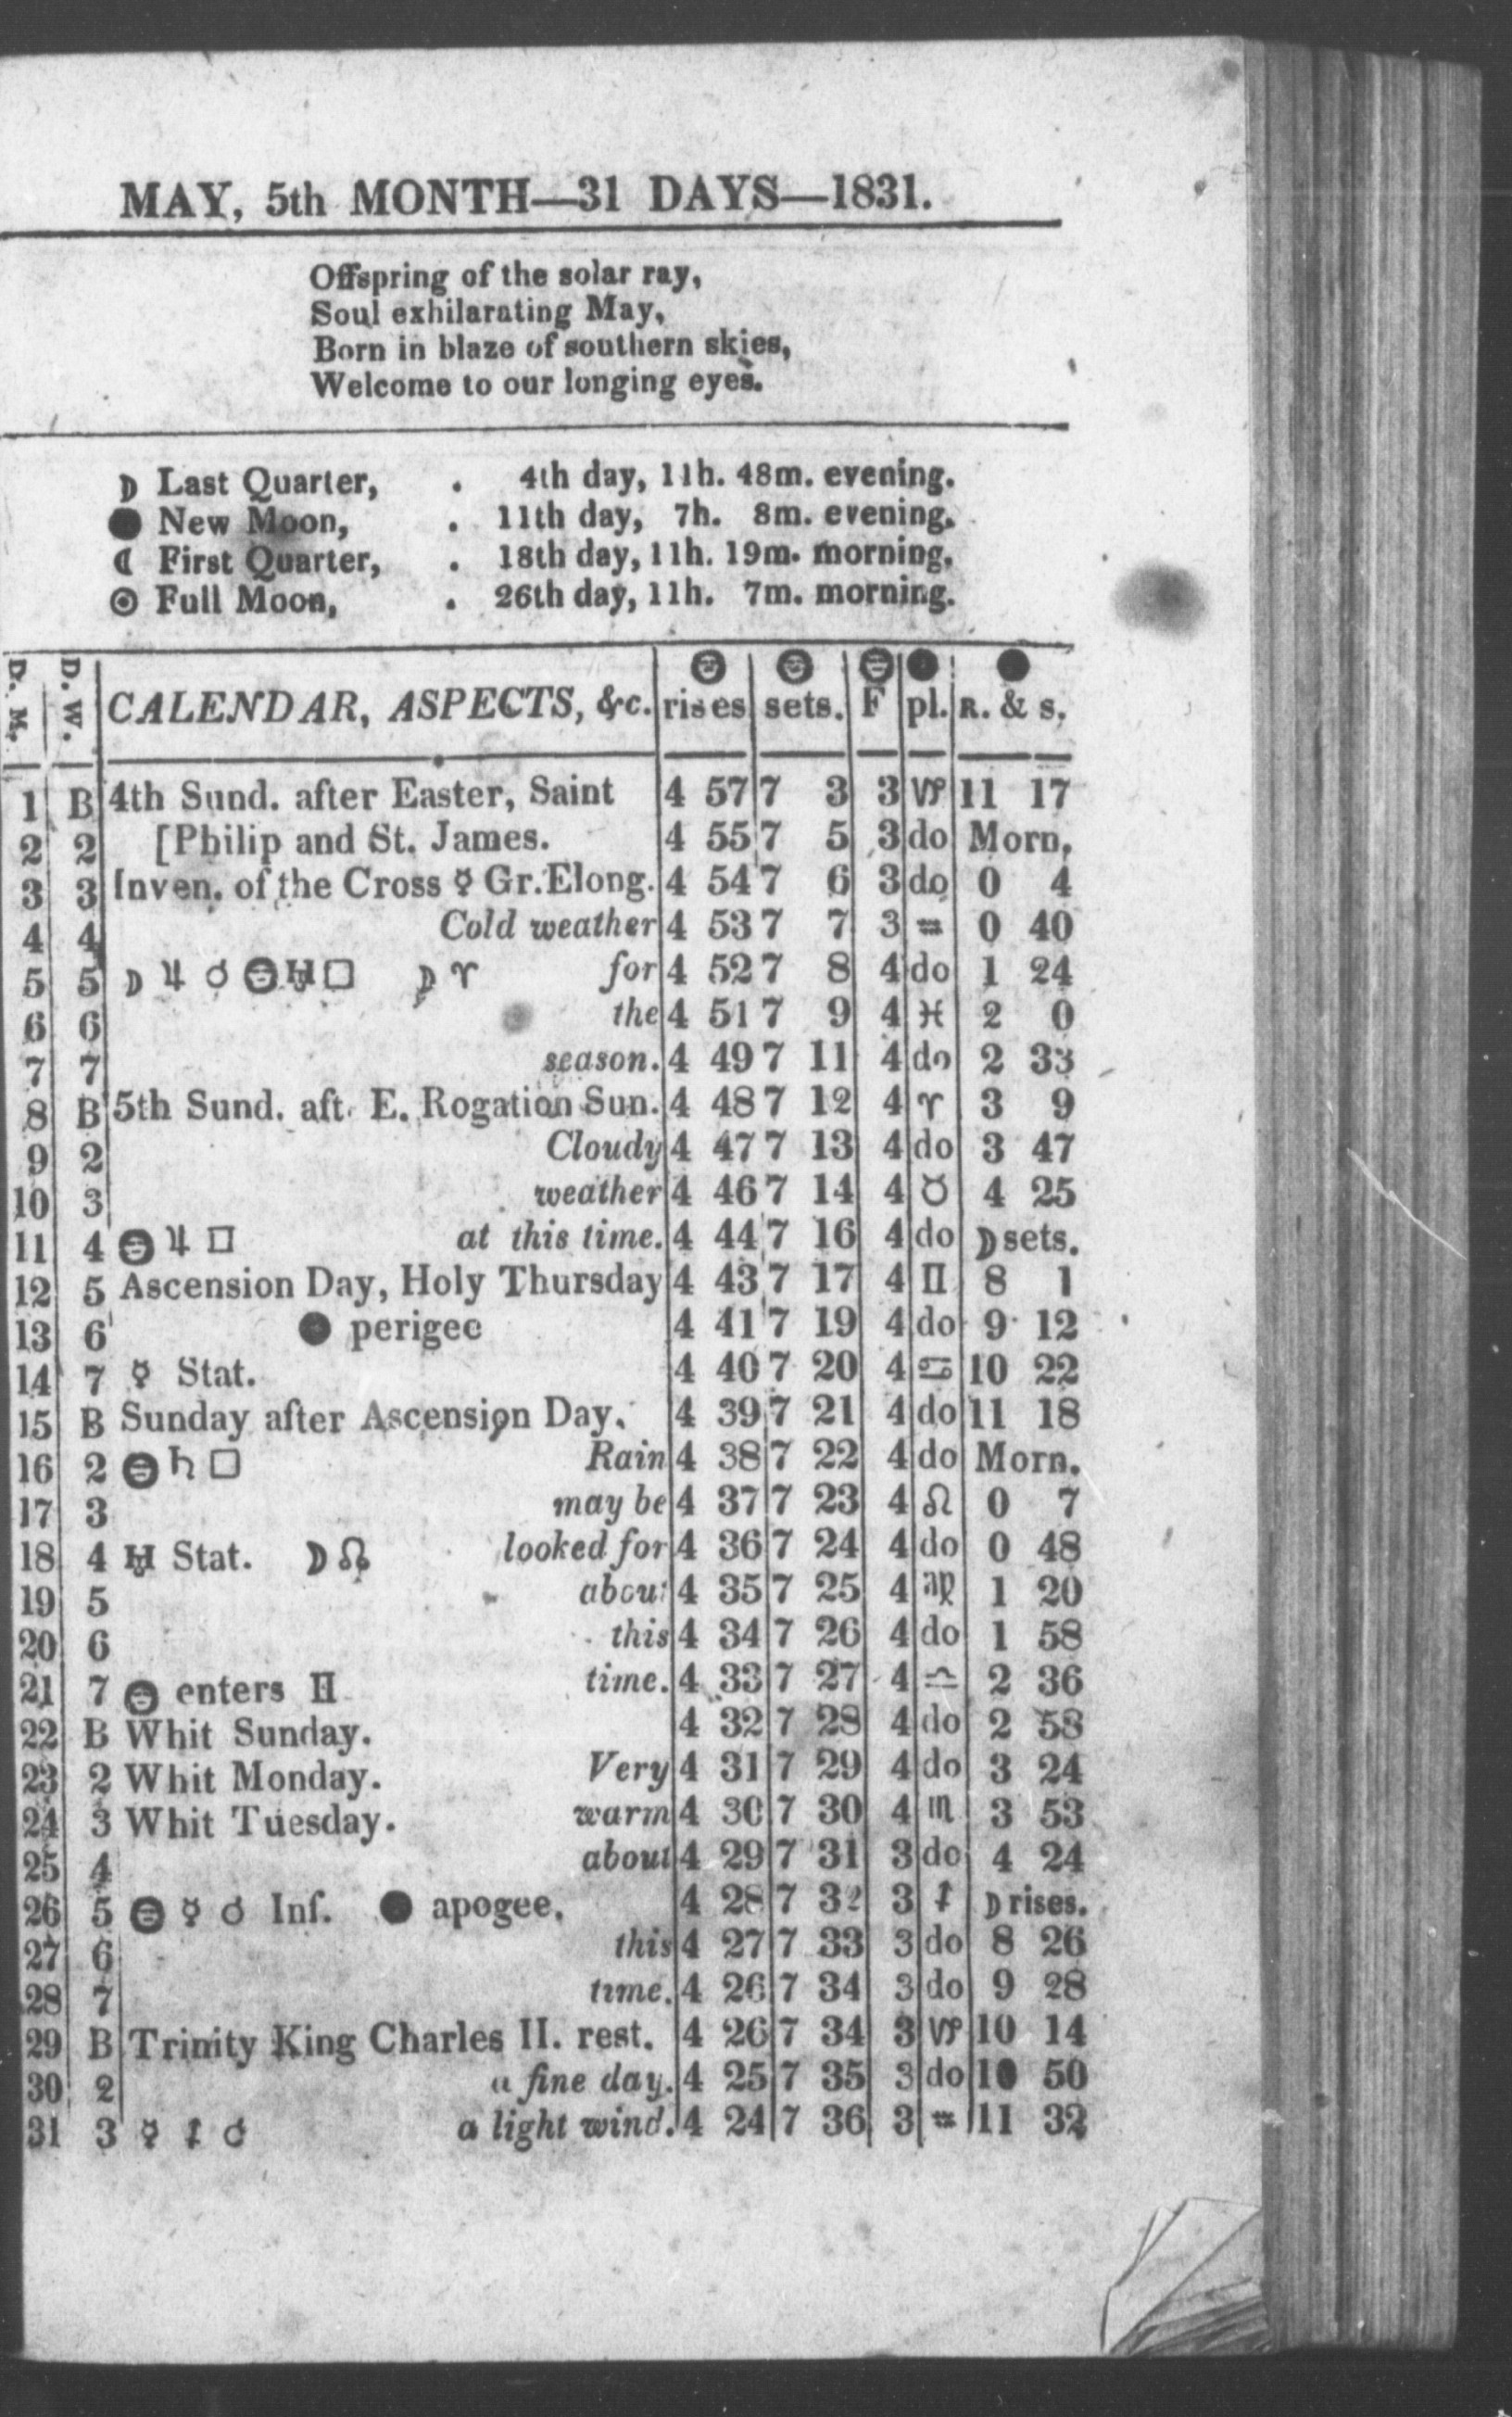 MAY, 5th MONTH—31 DAYS—1831.
Offspring of the solar ray,
Soul exhilarating May,
Born in blaze of southern skies,
Welcome to our longing eyes.
☽ Last Quarter, . 4th day, 11h. 48m. evening.
● New Moon, . 11th day, 7h. 8m. evening.
☾ First Quarter, . 18th day, 11h. 19m. morning.
☉ Full Moon, . 26th day, 11h. 7m. morning.
D. M. D. W. CALENDAR, ASPECTS, &c. ☉ rises ☉ sets. ☉ F ● pl. ● R. & s.
1 B 4th Sund. after Easter, Saint 4 57 7 3 3 ♑ 11 17
2 2 [Philip and St. James. 4 55 7 5 3 do Morn.
3 3 Inven. of the Cross ☿ Gr. Elong. 4 54 7 6 3 do 0 4
4 4 Cold weather 4 53 7 7 3 ♒ 0 40
5 5 ☽ ♃ ☌ ☉ ♅ □ ☽ ♈ for 4 52 7 8 4 do 1 24
6 6 the 4 51 7 9 4 ♓ 2 0
7 7 season. 4 49 7 11 4 do 2 33
8 B 5th Sund. aft. E. Rogation Sun. 4 48 7 12 4 ♈ 3 9
9 2 Cloudy 4 47 7 13 4 do 3 47
10 3 weather 4 46 7 14 4 ♉ 4 25
11 4 ☉ ♃ □ at this time. 4 44 7 16 4 do ☽ sets.
12 5 Ascension Day, Holy Thursday 4 43 7 17 4 ♊ 8 1
13 6 ● perigee 4 41 7 19 4 do 9 12
14 7 ☿ Stat. 4 40 7 20 4 ♋ 10 22
15 B Sunday after Ascension Day. 4 39 7 21 4 do 11 18
16 2 ☉ ♄ □ Rain 4 38 7 22 4 do Morn.
17 3 may be 4 37 7 23 4 ♌ 0 7
18 4 ♅ Stat. ☽ ☊ looked for 4 36 7 24 4 do 0 48
19 5 about 4 35 7 25 4 ♍ 1 20
20 6 this 4 34 7 26 4 do 1 58
21 7 ☉ enters ♊ time. 4 33 7 27 4 ♎ 2 36
22 B Whit Sunday. 4 32 7 28 4 do 2 58
23 2 Whit Monday. Very 4 31 7 29 4 do 3 24
24 3 Whit Tuesday. warm 4 30 7 30 4 ♏ 3 53
25 4 about 4 29 7 31 3 do 4 24
26 5 ☉ ☿ ☌ Inf. ● apogee. 4 28 7 32 3 ♐ ☽ rises.
27 6 this 4 27 7 33 3 do 8 26
28 7 time. 4 26 7 34 3 do 9 28
29 B Trinity King Charles II. rest. 4 26 7 34 3 ♑ 10 14
30 2 a fine day. 4 25 7 35 3 do 10 50
31 3 ☿ ♐ ☌ a light wind. 4 24 7 36 3 ♒ 11 32